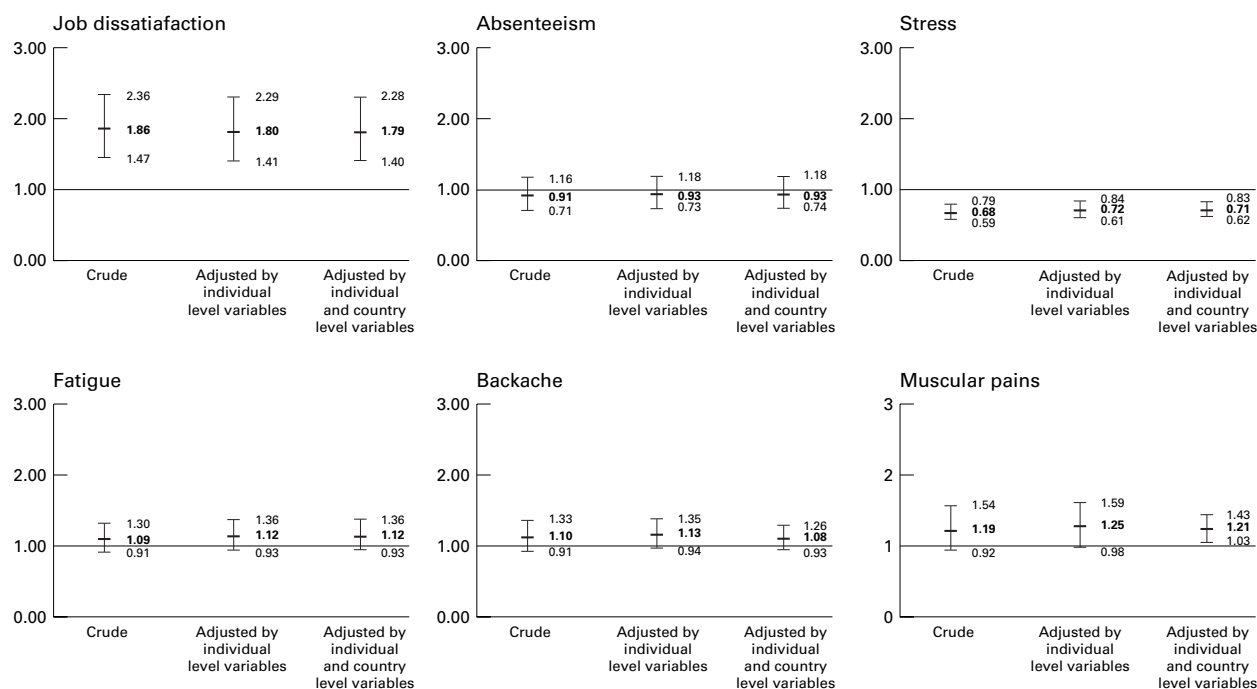 Job dissatiafaction
3.00
2.00
1.00
0.00
2.36
1.86
1.47
2.29
1.80
1.41
2.28
1.79
1.40
Crude
Adjusted by
individual
level variables
Adjusted by
individual
and country
level variables
Absenteeism
3.00
2.00
1.00
0.00
1.16
0.91
0.71
1.18
0.93
0.73
1.18
0.93
0.74
Crude
Adjusted by
individual
level variables
Adjusted by
individual
and country
level variables
Stress
3.00
2.00
1.00
0.00
0.79
0.68
0.59
0.84
0.72
0.61
0.83
0.71
0.62
Crude
Adjusted by
individual
level variables
Adjusted by
individual
and country
level variables
Fatigue
3.00
2.00
1.00
0.00
1.30
1.09
0.91
1.36
1.12
0.93
1.36
1.12
0.93
Crude
Adjusted by
individual
level variables
Adjusted by
individual
and country
level variables
Backache
3.00
2.00
1.00
0.00
1.33
1.10
0.91
1.35
1.13
0.94
1.26
1.08
0.93
Crude
Adjusted by
individual
level variables
Adjusted by
individual
and country
level variables
Muscular pains
3
2
1
0
1.54
1.19
0.92
1.59
1.25
0.98
1.43
1.21
1.03
Crude
Adjusted by
individual
level variables
Adjusted by
individual
and country
level variables